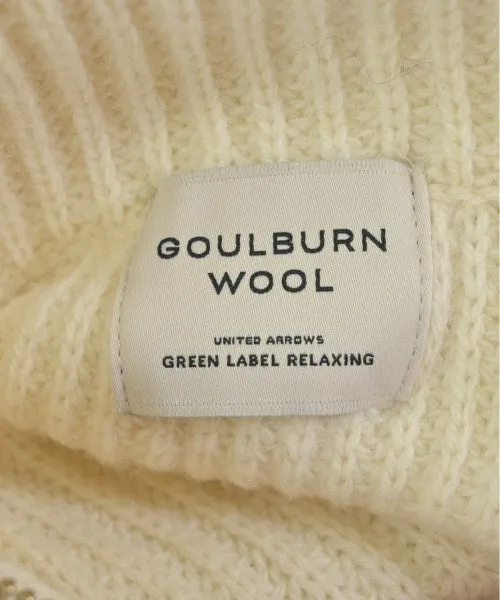 GOULBURN
WOOL
UNITED ARROWS
GREEN LABEL RELAXING